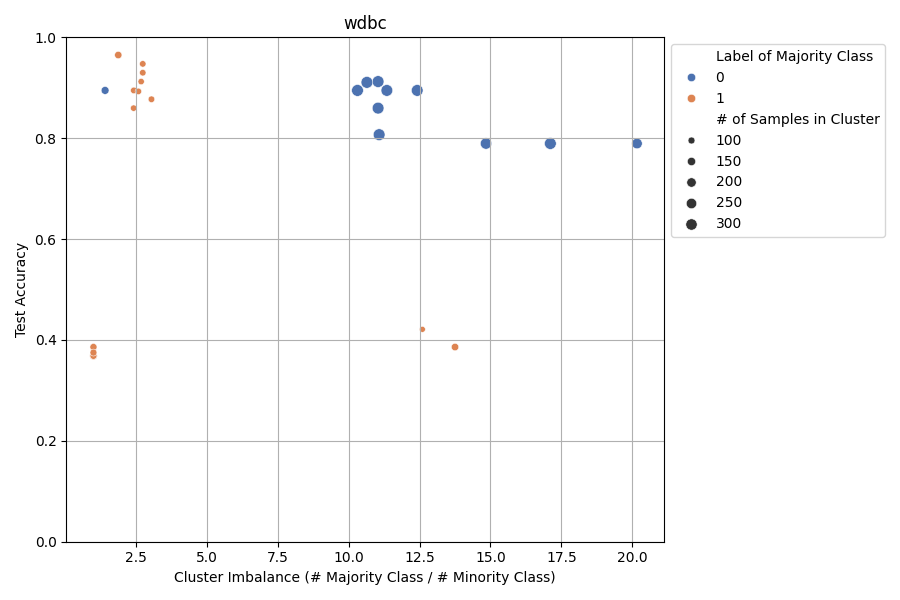 wdbc
1.0
0.8
0.6
0.4
0.2
0.0
Test Accuracy
2.5 5.0 7.5 10.0 12.5 15.0 17.5 20.0
Cluster Imbalance (# Majority Class / # Minority Class)
Label of Majority Class
0
1
# of Samples in Cluster
100
150
200
250
300